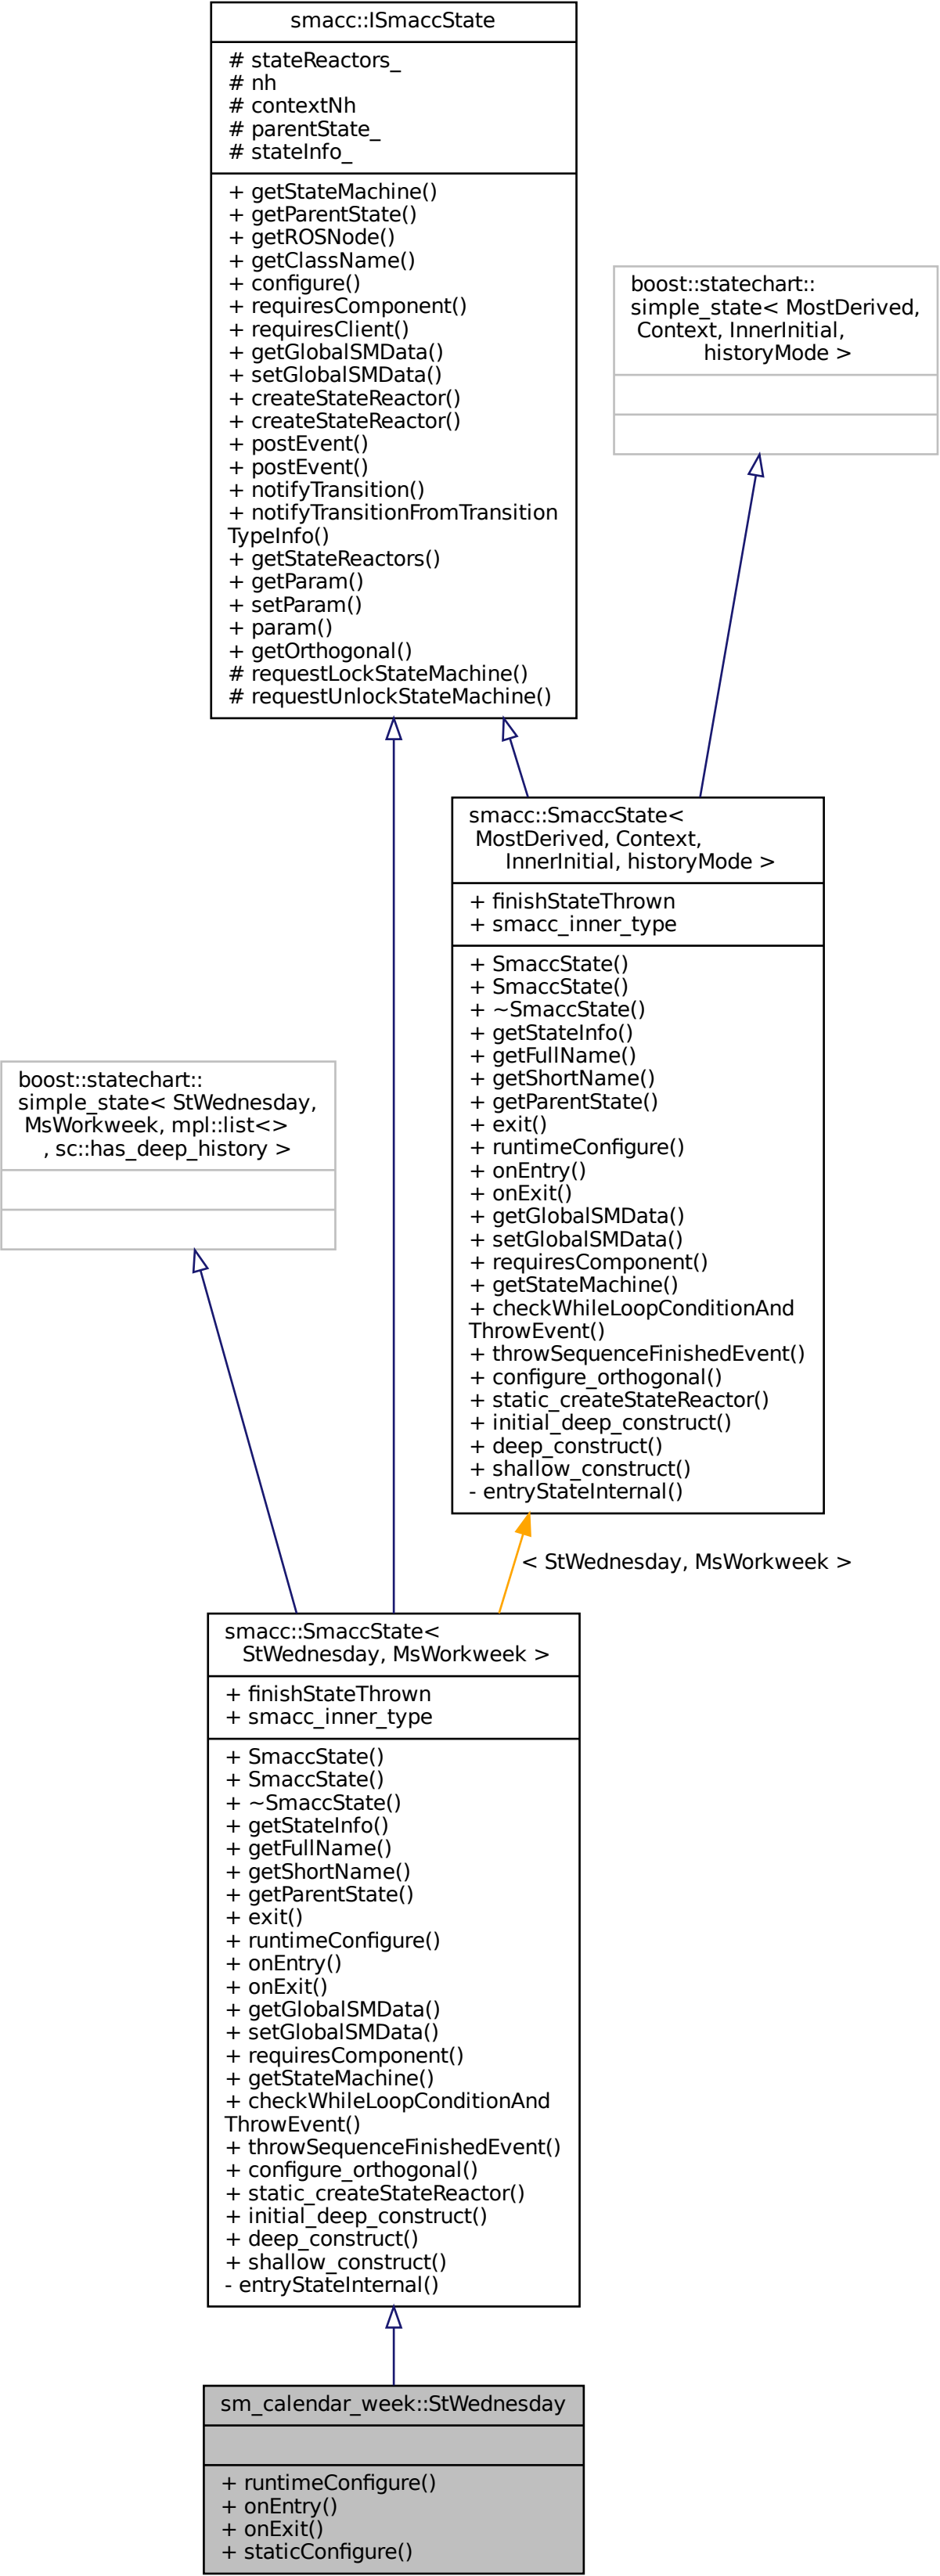 smacc::ISmaccState
# stateReactors_
# nh
# contextNh
# parentState_
# stateInfo_
+ getStateMachine()
+ getParentState()
+ getROSNode()
+ getClassName()
+ configure()
+ requiresComponent()
+ requiresClient()
+ getGlobalSMData()
+ setGlobalSMData()
+ createStateReactor()
+ createStateReactor()
+ postEvent()
+ postEvent()
+ notifyTransition()
+ notifyTransitionFromTransition
TypeInfo()
+ getStateReactors()
+ getParam()
+ setParam()
+ param()
+ getOrthogonal()
# requestLockStateMachine()
# requestUnlockStateMachine()
boost::statechart::
simple_state< MostDerived,
Context, InnerInitial,
historyMode >
smacc::SmaccState<
MostDerived, Context,
InnerInitial, historyMode >
+ finishStateThrown
+ smacc_inner_type
+ SmaccState()
+ SmaccState()
+ ~SmaccState()
+ getStateInfo()
+ getFullName()
+ getShortName()
+ getParentState()
+ exit()
+ runtimeConfigure()
+ onEntry()
+ onExit()
+ getGlobalSMData()
+ setGlobalSMData()
+ requiresComponent()
+ getStateMachine()
+ checkWhileLoopConditionAnd
ThrowEvent()
+ throwSequenceFinishedEvent()
+ configure_orthogonal()
+ static_createStateReactor()
+ initial_deep_construct()
+ deep_construct()
+ shallow_construct()
- entryStateInternal()
boost::statechart::
simple_state< StWednesday,
MsWorkweek, mpl::list<>
, sc::has_deep_history >
< StWednesday, MsWorkweek >
smacc::SmaccState<
StWednesday, MsWorkweek >
+ finishStateThrown
+ smacc_inner_type
+ SmaccState()
+ SmaccState()
+ ~SmaccState()
+ getStateInfo()
+ getFullName()
+ getShortName()
+ getParentState()
+ exit()
+ runtimeConfigure()
+ onEntry()
+ onExit()
+ getGlobalSMData()
+ setGlobalSMData()
+ requiresComponent()
+ getStateMachine()
+ checkWhileLoopConditionAnd
ThrowEvent()
+ throwSequenceFinishedEvent()
+ configure_orthogonal()
+ static_createStateReactor()
+ initial_deep_construct()
+ deep_construct()
+ shallow_construct()
- entryStateInternal()
sm_calendar_week::StWednesday
+ runtimeConfigure()
+ onEntry()
+ onExit()
+ staticConfigure()